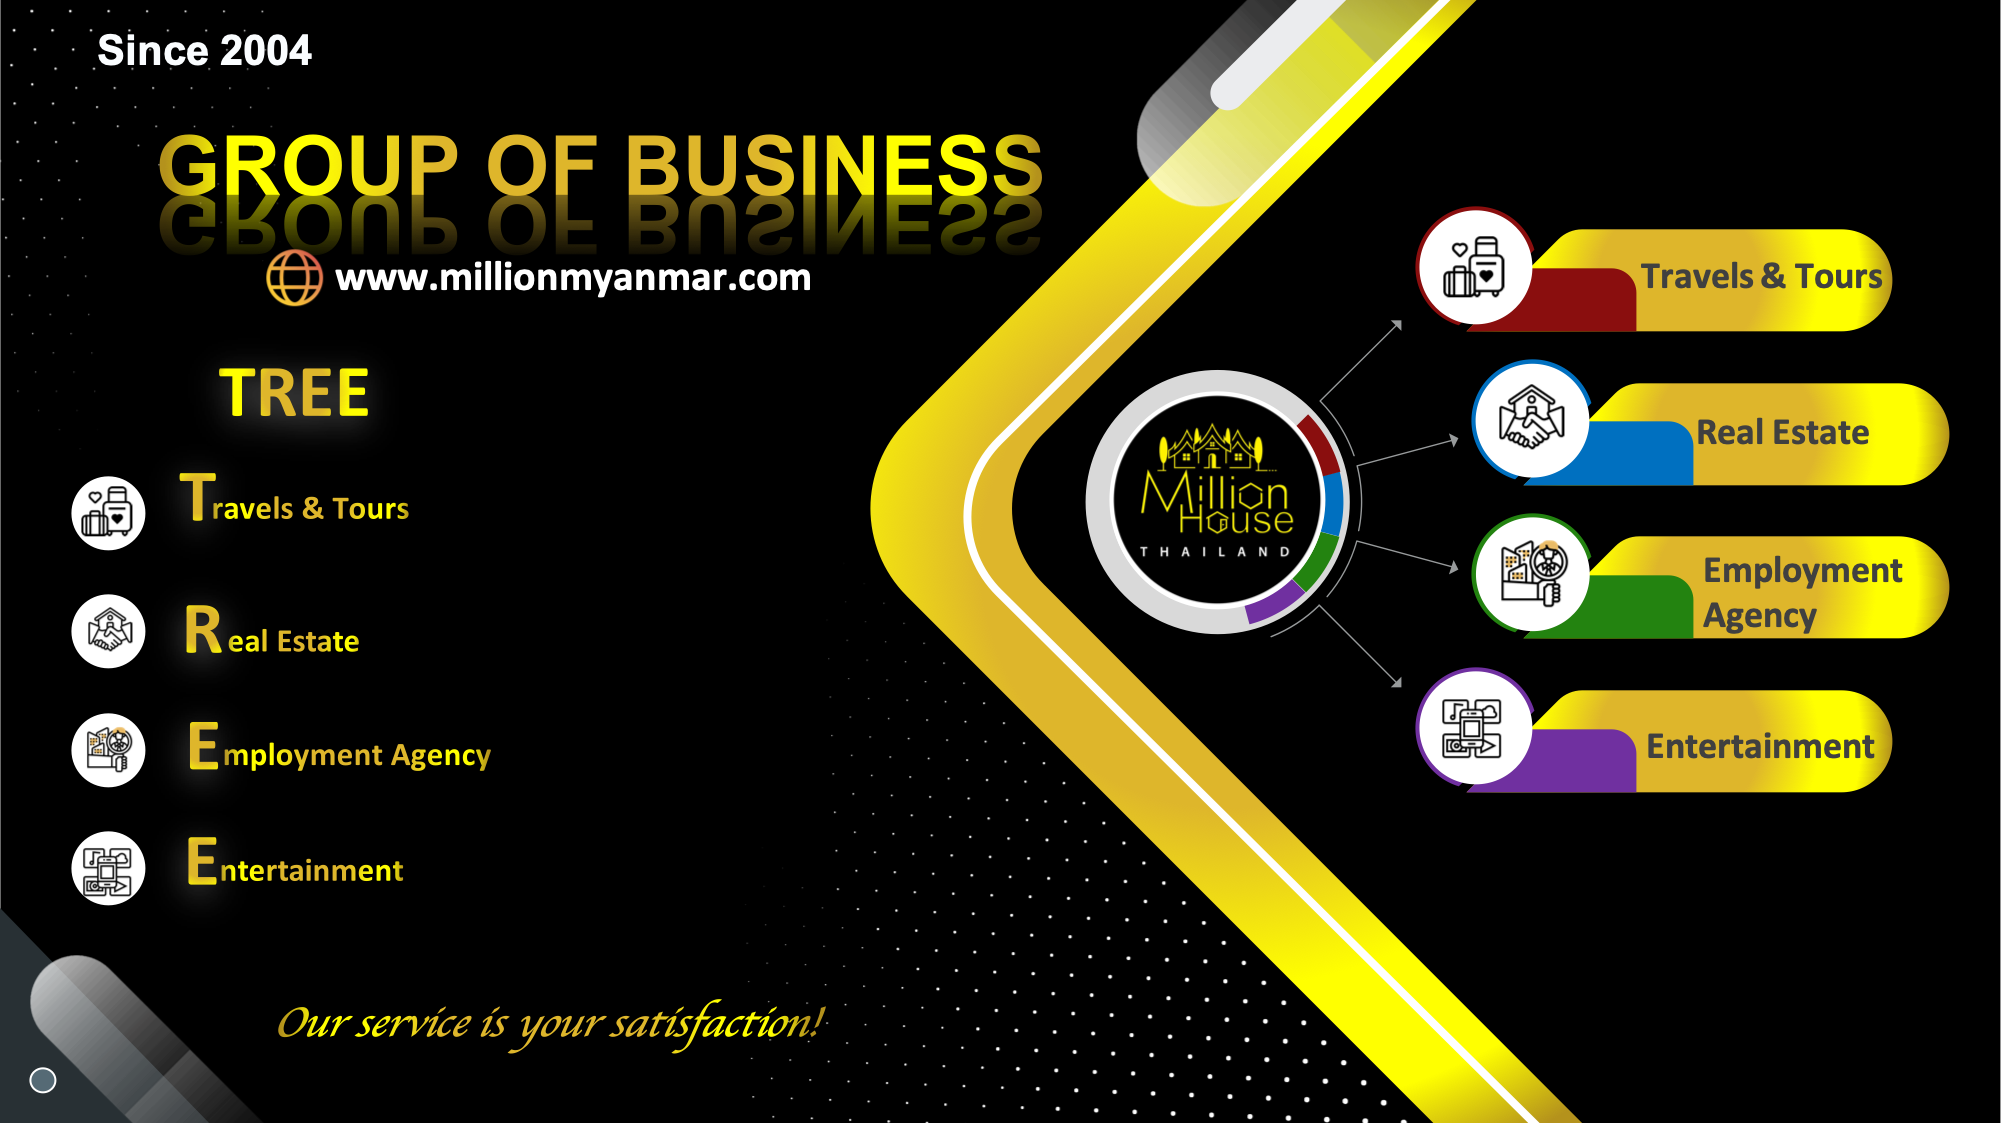 Since 2004
GROUP OF BUSINESS
www.millionmyanmar.com
TREE
Travels & Tours
Real Estate
Employment Agency
Entertainment
Our service is your satisfaction!
Million
House
THAILAND
Travels & Tours
Real Estate
Employment
Agency
Entertainment